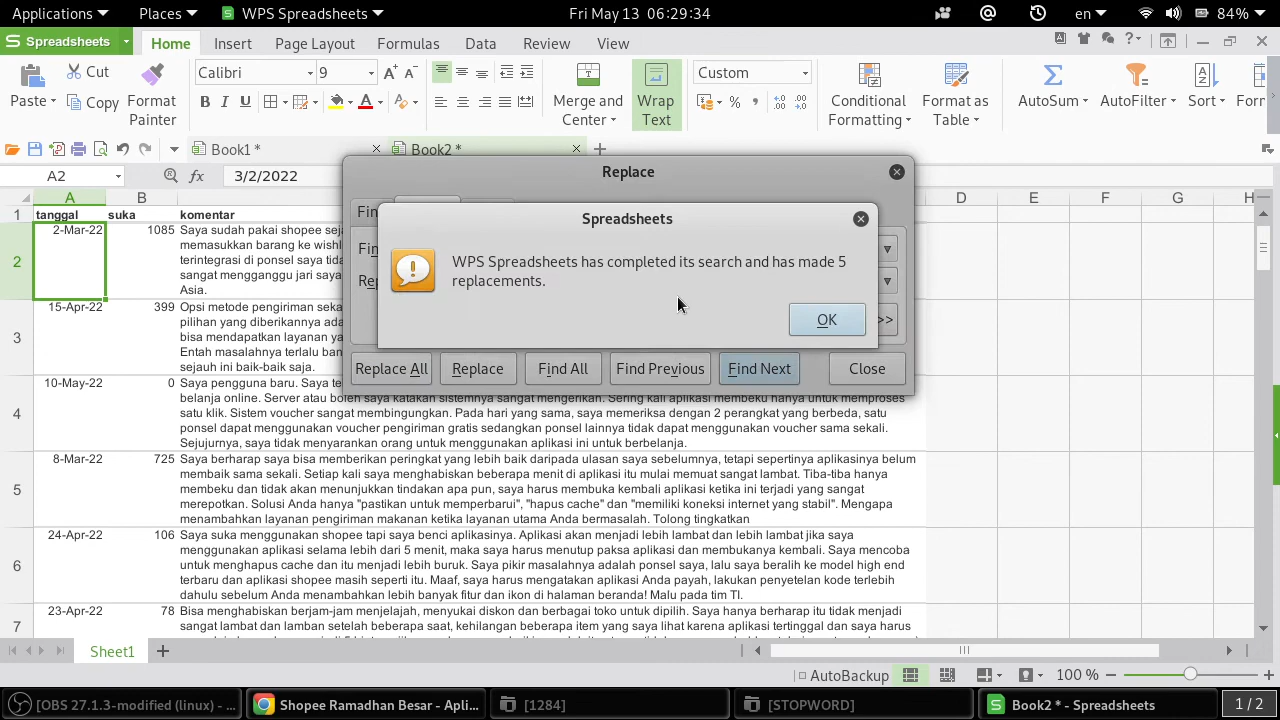 Applications Places WPS Spreadsheets Fri May 13 06:29:34 en 84%
Spreadsheets Home Insert Page Layout Formulas Data Review View
Cut Calibri 9 Custom
Paste Copy Format Painter Merge and Center Wrap Text Conditional Formatting Format as Table AutoSum AutoFilter Sort Form
Book1 * Book2 *
A2 fx 3/2/2022
Replace
A B D E F G H
1 tanggal suka komentar
Fin
Spreadsheets
WPS Spreadsheets has completed its search and has made 5
replacements.
OK
Fin
Rep
>>
Replace All Replace Find All Find Previous Find Next Close
2 2-Mar-22 1085 Saya sudah pakai shopee seja
memasukkan barang ke wishl
terintegrasi di ponsel saya tida
sangat mengganggu jari saya
Asia.
3 15-Apr-22 399 Opsi metode pengiriman seka
pilihan yang diberikannya ada
bisa mendapatkan layanan ya
Entah masalahnya terlalu ban
sejauh ini baik-baik saja.
4 10-May-22 0 Saya pengguna baru. Saya te
belanja online. Server atau boleh saya katakan sistemnya sangat mengerikan. Sering kali aplikasi membeku hanya untuk memproses
satu klik. Sistem voucher sangat membingungkan. Pada hari yang sama, saya memeriksa dengan 2 perangkat yang berbeda, satu
ponsel dapat menggunakan voucher pengiriman gratis sedangkan ponsel lainnya tidak dapat menggunakan voucher sama sekali.
Sejujurnya, saya tidak menyarankan orang untuk menggunakan aplikasi ini untuk berbelanja.
5 8-Mar-22 725 Saya berharap saya bisa memberikan peringkat yang lebih baik daripada ulasan saya sebelumnya, tetapi sepertinya aplikasinya belum
membaik sama sekali. Setiap kali saya menghabiskan beberapa menit di aplikasi itu mulai memuat sangat lambat. Tiba-tiba hanya
membeku dan tidak akan menunjukkan tindakan apa pun, saya harus membuka kembali aplikasi ketika ini terjadi yang sangat
merepotkan. Solusi Anda hanya "pastikan untuk memperbarui", "hapus cache" dan "memiliki koneksi internet yang stabil". Mengapa
menambahkan layanan pengiriman makanan ketika layanan utama Anda bermasalah. Tolong tingkatkan
6 24-Apr-22 106 Saya suka menggunakan shopee tapi saya benci aplikasinya. Aplikasi akan menjadi lebih lambat dan lebih lambat jika saya
menggunakan aplikasi selama lebih dari 5 menit, maka saya harus menutup paksa aplikasi dan membukanya kembali. Saya mencoba
untuk menghapus cache dan itu menjadi lebih buruk. Saya pikir masalahnya adalah ponsel saya, lalu saya beralih ke model high end
terbaru dan aplikasi shopee masih seperti itu. Maaf, saya harus mengatakan aplikasi Anda payah, lakukan penyetelan kode terlebih
dahulu sebelum Anda menambahkan lebih banyak fitur dan ikon di halaman beranda! Malu pada tim TI.
7 23-Apr-22 78 Bisa menghabiskan berjam-jam menjelajah, menyukai diskon dan berbagai toko untuk dipilih. Saya hanya berharap itu tidak menjadi
sangat lambat dan lamban setelah beberapa saat, kehilangan beberapa item yang saya lihat karena aplikasi tertinggal dan saya harus
Sheet1
AutoBackup 100 %
[OBS 27.1.3-modified (linux) - ... Shopee Ramadhan Besar - Apli... [1284] [STOPWORD] Book2 * - Spreadsheets 1 / 2